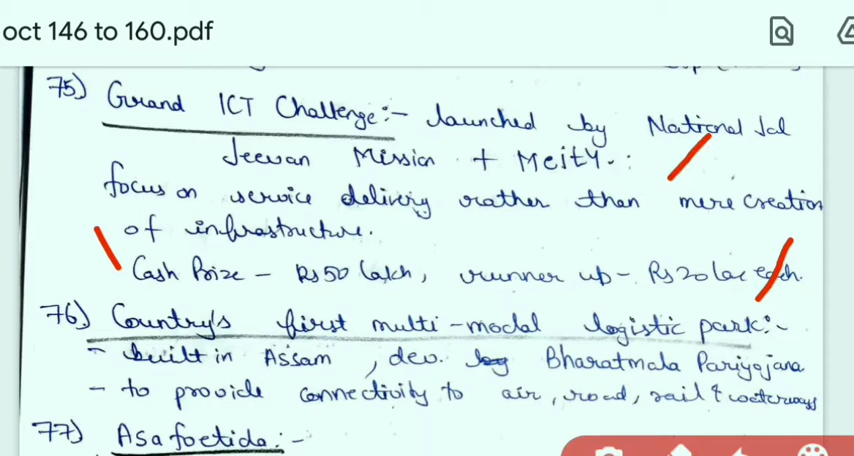 oct 146 to 160.pdf
75) Grand ICT Challenge:- launched by National Jal
Jeevan Mission + Meity.:
focus on service delivery rather than mere creation
of infrastructure.
Cash Prize - Rs 50 lakh, runner up - Rs 20 lac each.
76) Country's first multi-modal logistic park:-
- built in Assam, dev. by Bharatmala Pariyojana
- to provide connectivity to air, road, rail & waterways
77) Asafoetida:-